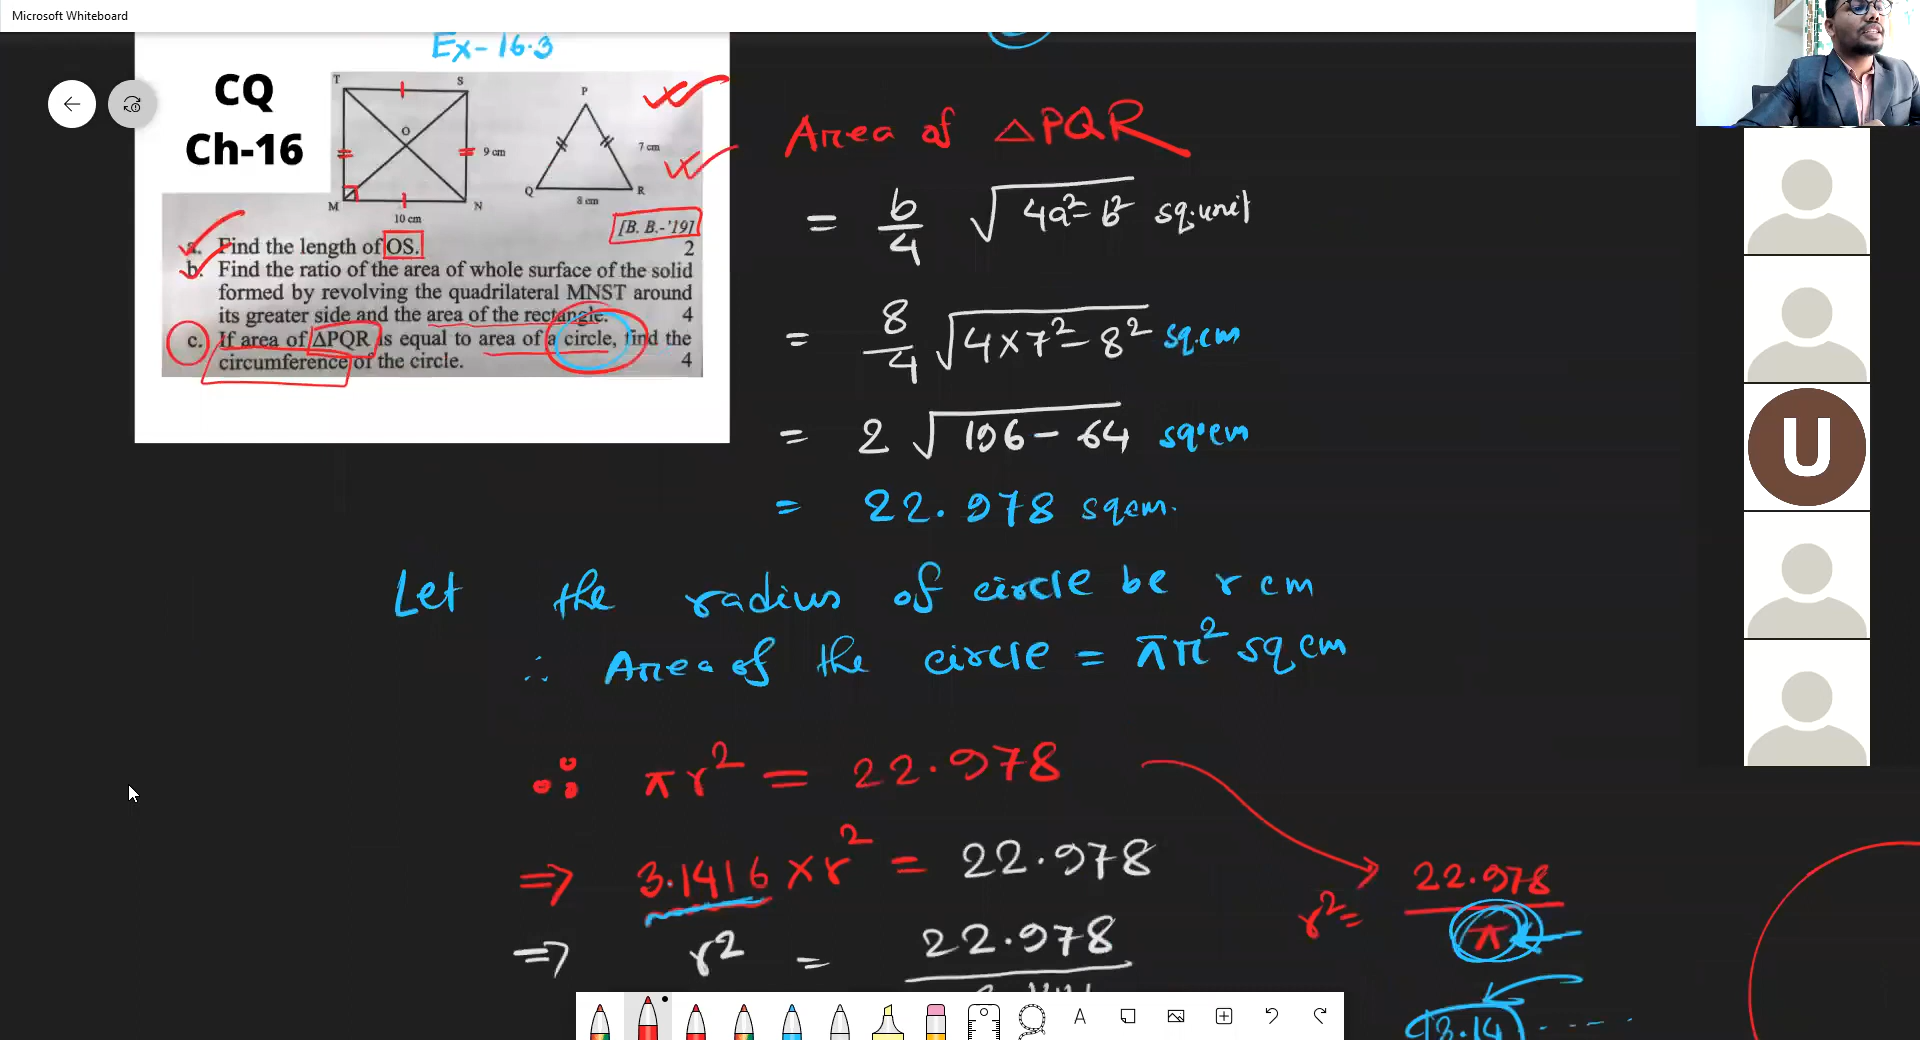 Microsoft Whiteboard
Ex- 16.3
CQ
Ch-16
T
S
O
9 cm
M
N
10 cm
P
7 cm
Q
R
8 cm
[B. B.-'19]
a. Find the length of OS. 2
b. Find the ratio of the area of whole surface of the solid
formed by revolving the quadrilateral MNST around
its greater side and the area of the rectangle. 4
c. If area of ΔPQR is equal to area of a circle, find the
circumference of the circle. 4
Area of △PQR
= b/4 √(4a²-b²) sq.unit
= 8/4 √(4×7²-8²) sq.cm
= 2 √(196-64) sq.cm
= 22.978 sqcm.
Let the radius of circle be r cm
∴ Area of the circle = πr² sq cm
∴ πr² = 22.978
⇒ 3.1416 × r² = 22.978
⇒ r² = 22.978
r² = 22.978/π
3.14 .....
U
A